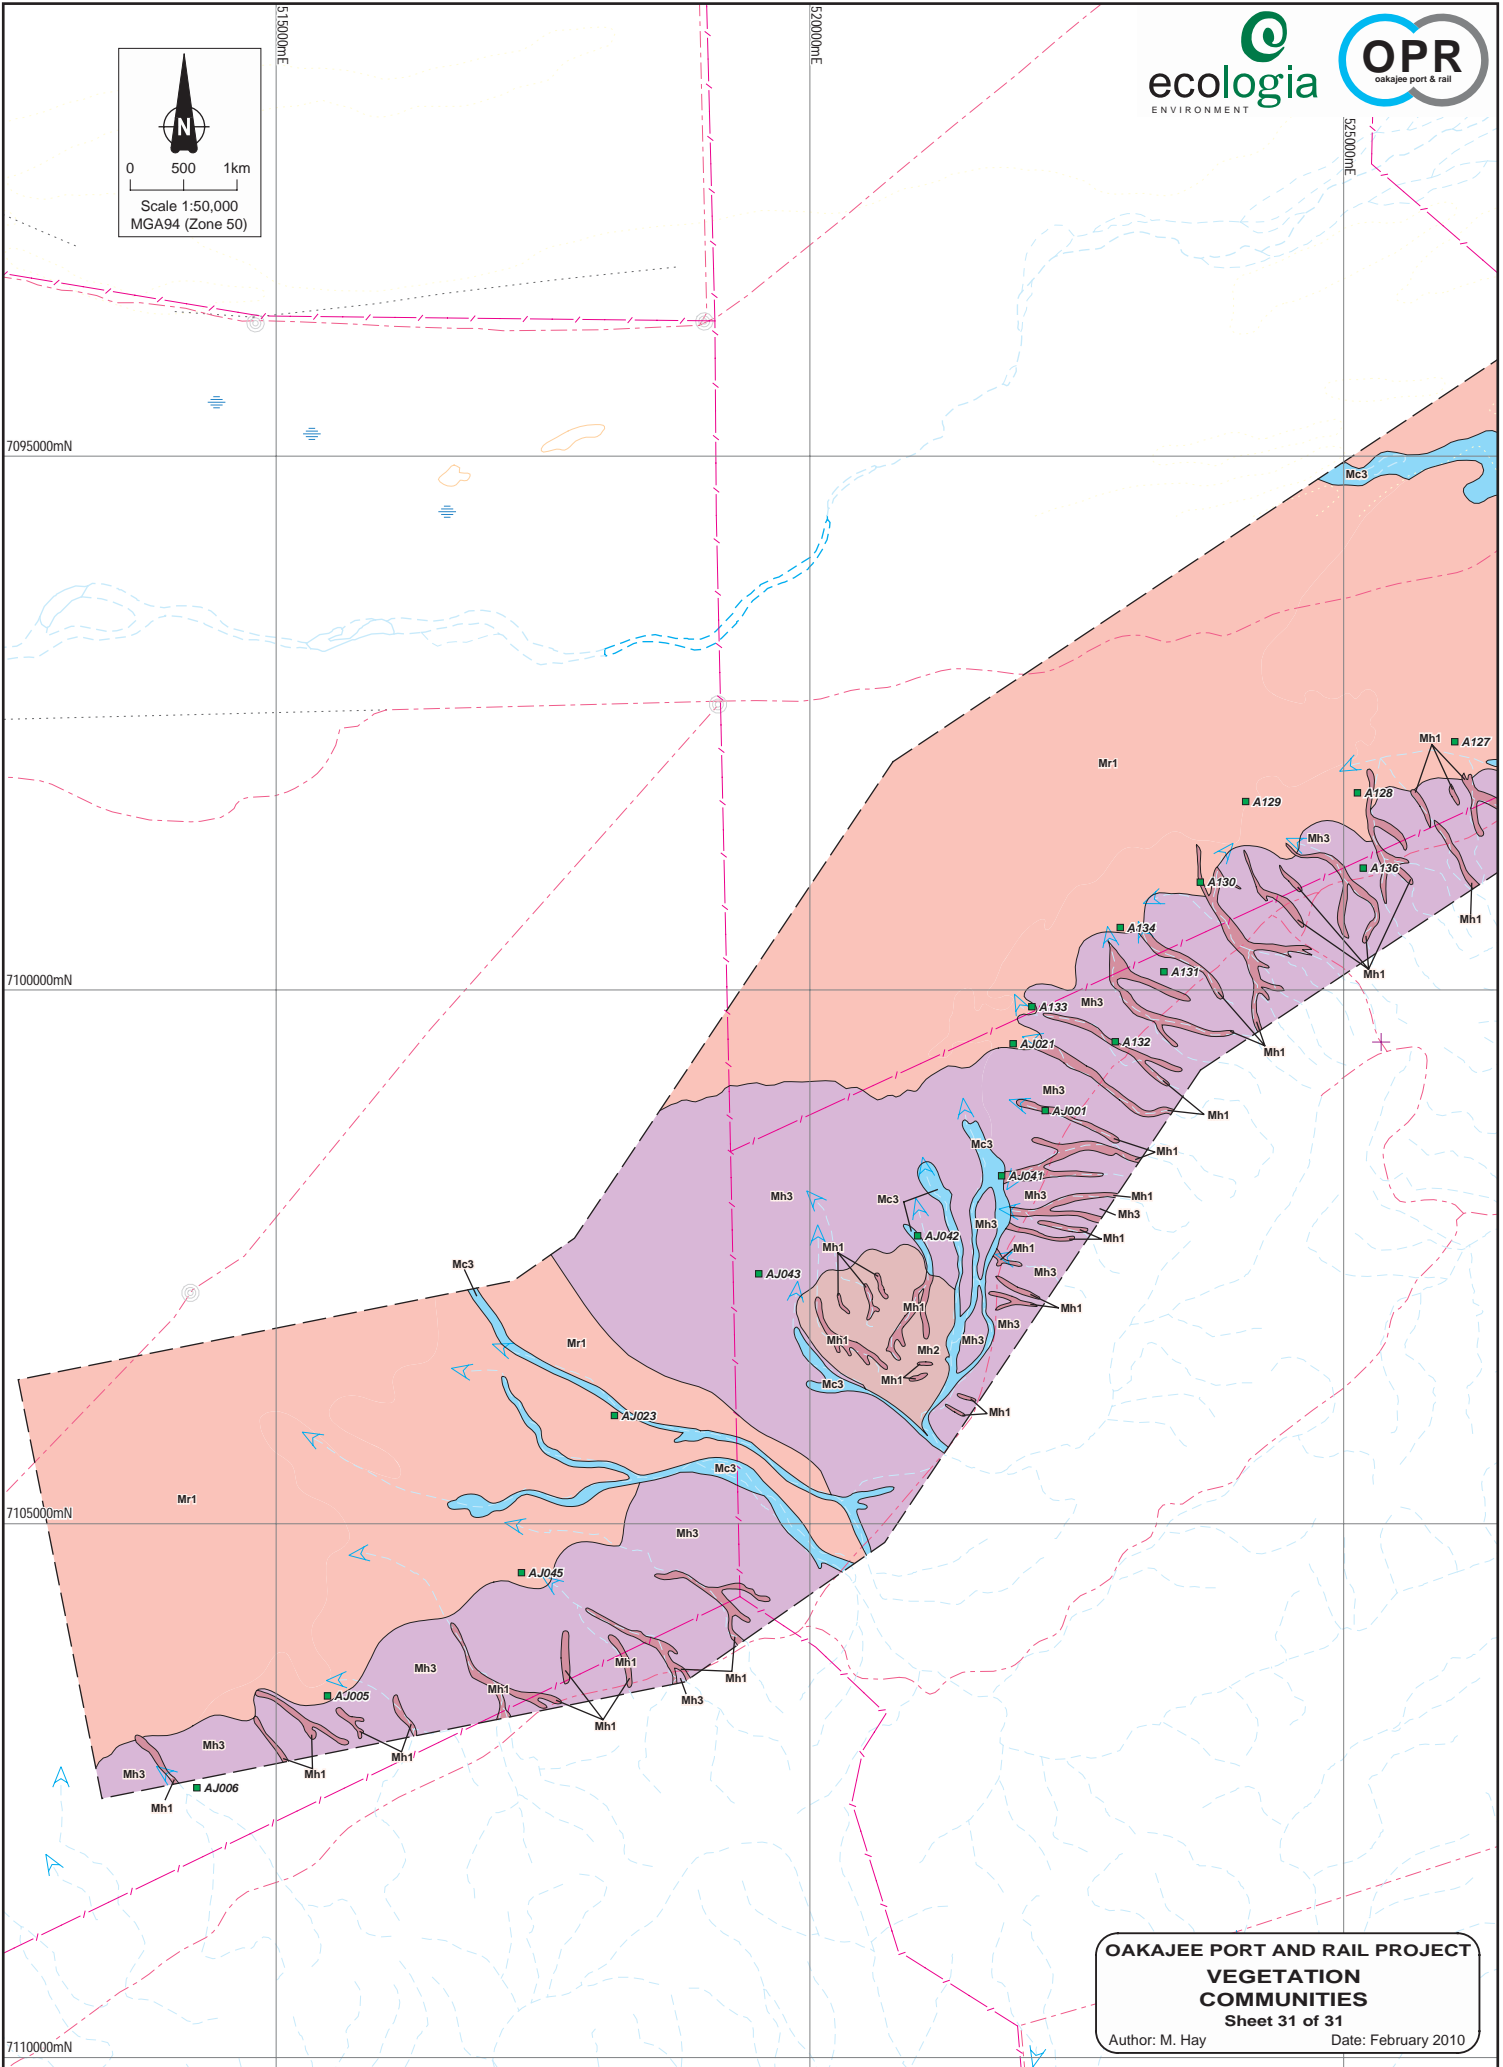 515000mE
520000mE
525000mE
ecologia
ENVIRONMENT
OPR
oakajee port & rail
N
0 500 1km
Scale 1:50,000
MGA94 (Zone 50)
7095000mN
Mc3
Mh1
A127
Mr1
A128
A129
Mh3
A136
A130
Mh1
A134
A131
Mh1
7100000mN
Mh3
A133
A132
AJ021
Mh1
Mh3
AJ001
Mh1
Mc3
Mh1
AJ041
Mh3
Mc3
Mh3
Mh1
Mh3
Mh3
AJ042
Mh1
Mh1
Mh1
Mc3
AJ043
Mh3
Mh1
Mh1
Mh3
Mr1
Mh1
Mh3
Mh2
Mh1
Mc3
Mh1
AJ023
Mc3
Mr1
7105000mN
Mh3
AJ045
Mh3
Mh1
Mh1
Mh1
AJ005
Mh3
Mh1
Mh3
Mh1
Mh1
Mh3
AJ006
Mh1
OAKAJEE PORT AND RAIL PROJECT
VEGETATION
COMMUNITIES
Sheet 31 of 31
Author: M. Hay Date: February 2010
7110000mN